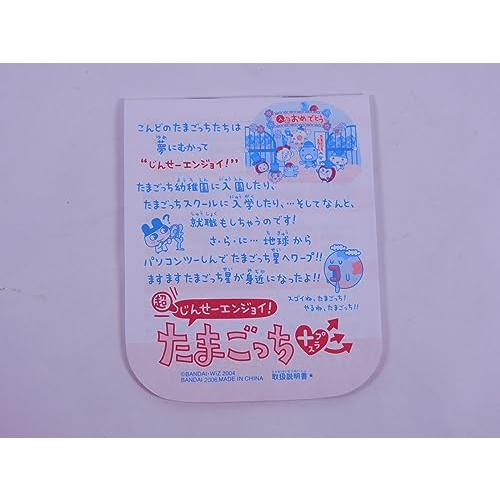 入園おめでとう
こんどのたまごっちたちは
夢にむかって
"じんせーエンジョイ!"
たまごっち幼稚園に入園したり、
たまごっちスクールに入学したり、…そしてなんと、
就職もしちゃうのです!
さ・ら・に…地球から
パソコンツーしんでたまごっち星へワープ!!
ますますたまごっち星が身近になったよ!!
スゴイね、たまごっち!
やるね、たまごっち!!
超じんせーエンジョイ!
たまごっち+プラス
©BANDAI・WiZ 2004
BANDAI 2006 MADE IN CHINA
取扱説明書